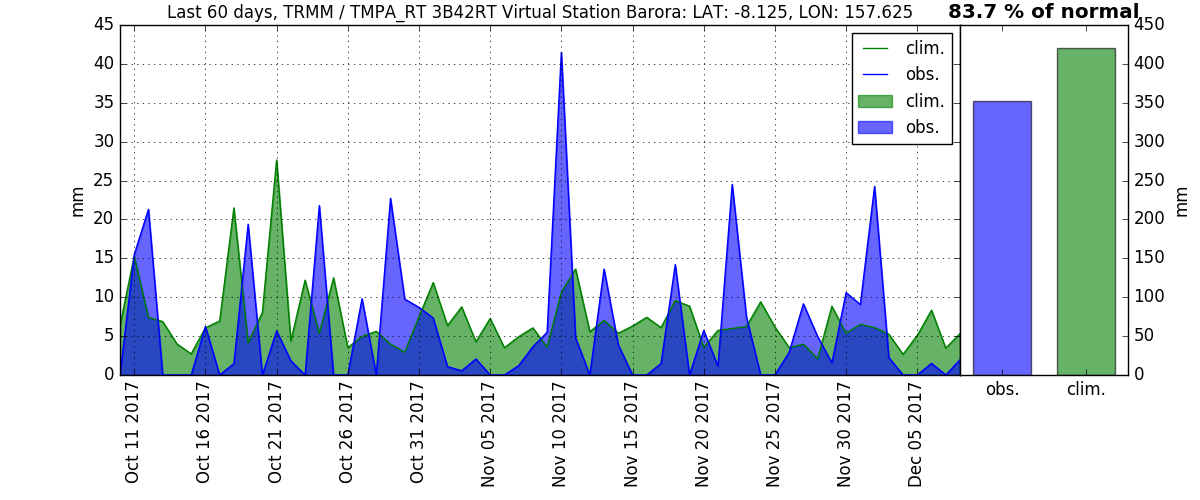 Last 60 days, TRMM / TMPA_RT 3B42RT Virtual Station Barora: LAT: -8.125, LON: 157.625
83.7 % of normal
45
40
35
30
25
20
15
10
5
0
mm
clim.
obs.
clim.
obs.
450
400
350
300
250
200
150
100
50
0
mm
Oct 11 2017
Oct 16 2017
Oct 21 2017
Oct 26 2017
Oct 31 2017
Nov 05 2017
Nov 10 2017
Nov 15 2017
Nov 20 2017
Nov 25 2017
Nov 30 2017
Dec 05 2017
obs.
clim.